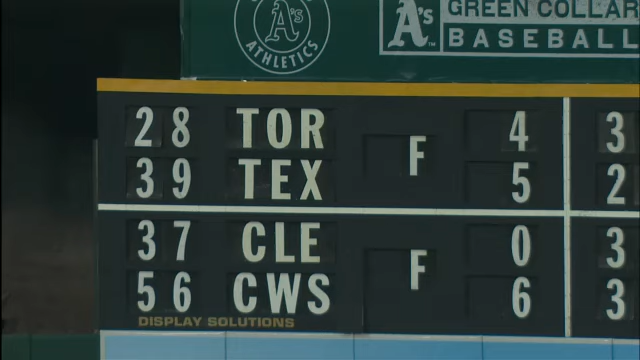 A's
ATHLETICS
A's
GREEN COLLAR
BASEBALL
28 TOR F 4 3
39 TEX 5 2
37 CLE F 0 3
56 CWS 6 3
DISPLAY SOLUTIONS